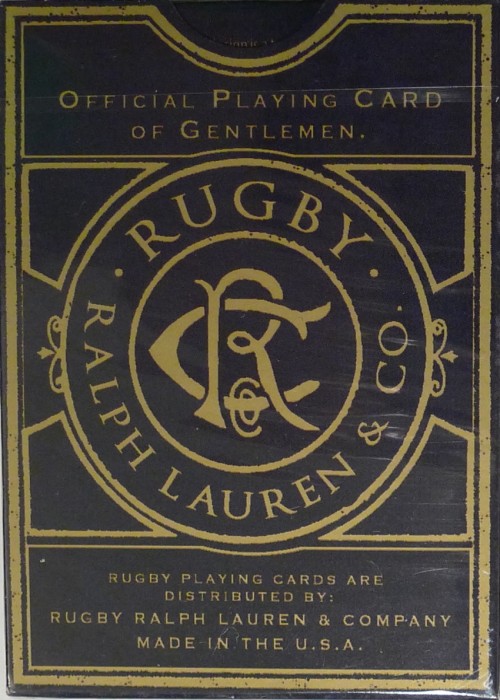 OFFICIAL PLAYING CARD
OF GENTLEMEN.
· RUGBY ·
RALPH LAUREN & CO.
RUGBY PLAYING CARDS ARE
DISTRIBUTED BY:
RUGBY RALPH LAUREN & COMPANY
MADE IN THE U.S.A.